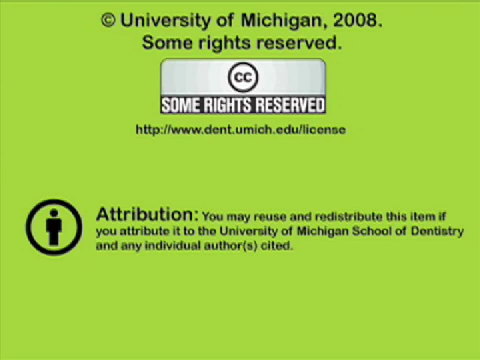 © University of Michigan, 2008.
Some rights reserved.
cc
SOME RIGHTS RESERVED
http://www.dent.umich.edu/license
Attribution: You may reuse and redistribute this item if
you attribute it to the University of Michigan School of Dentistry
and any individual author(s) cited.